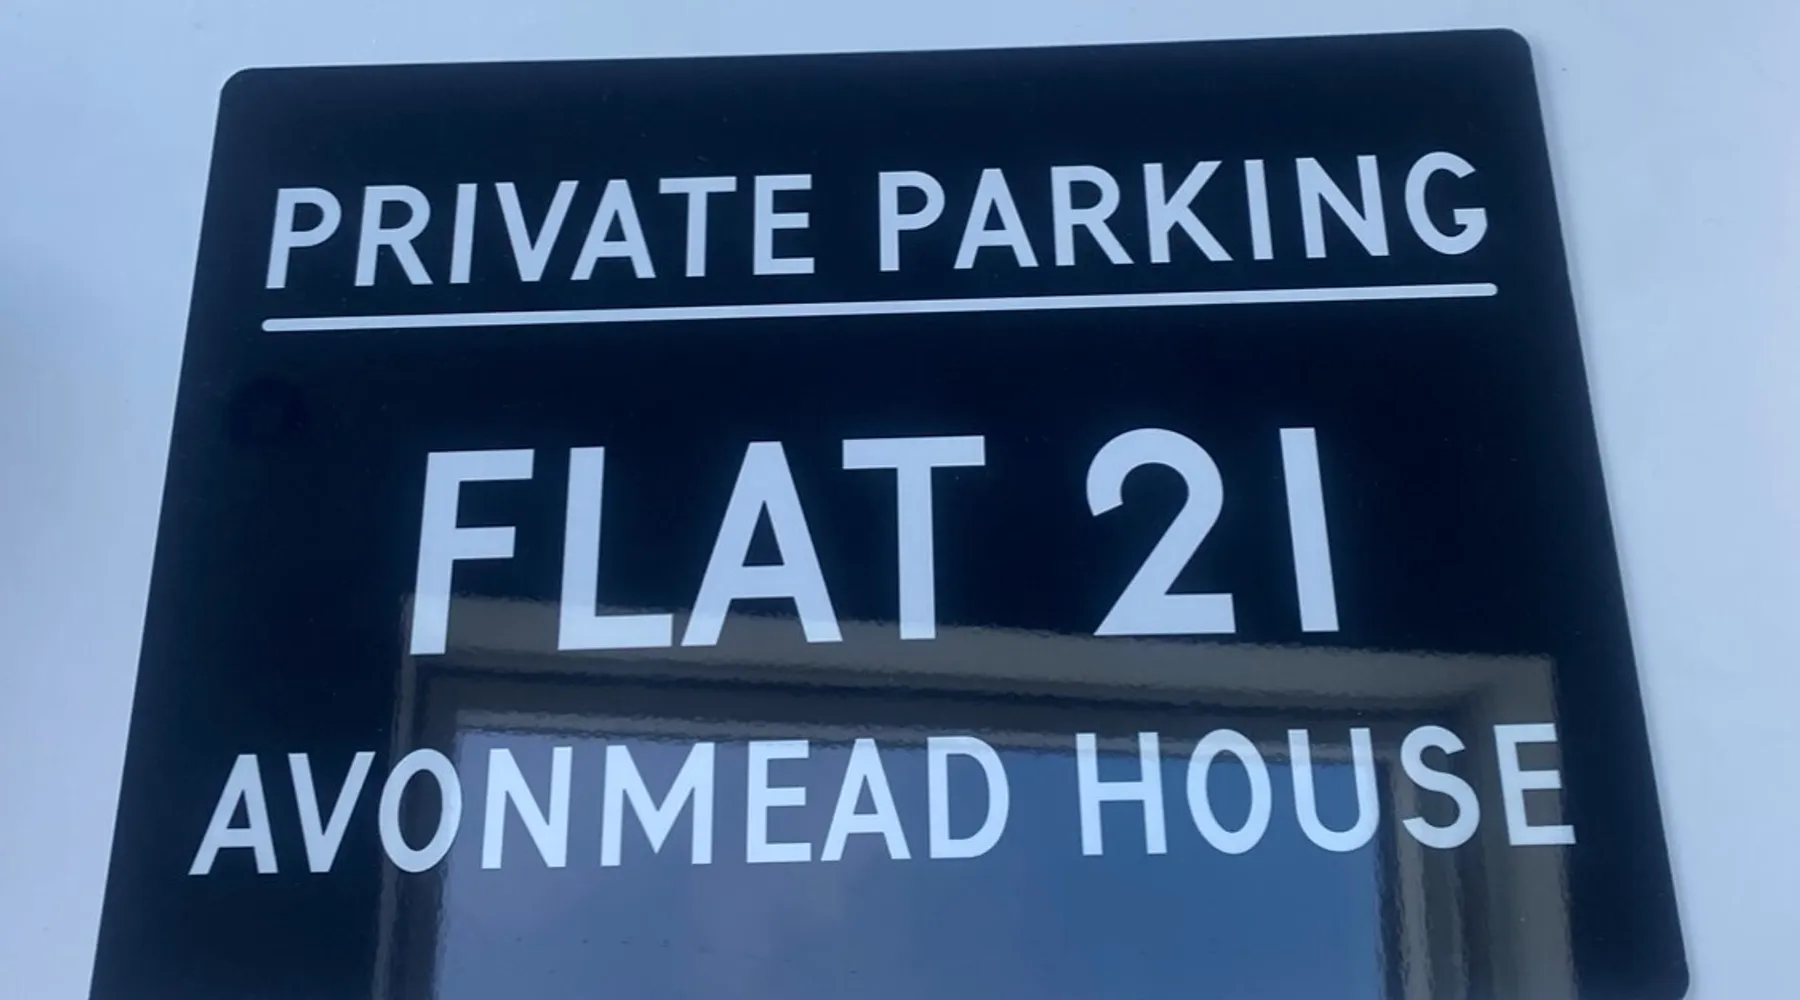 PRIVATE PARKING
FLAT 21
AVONMEAD HOUSE